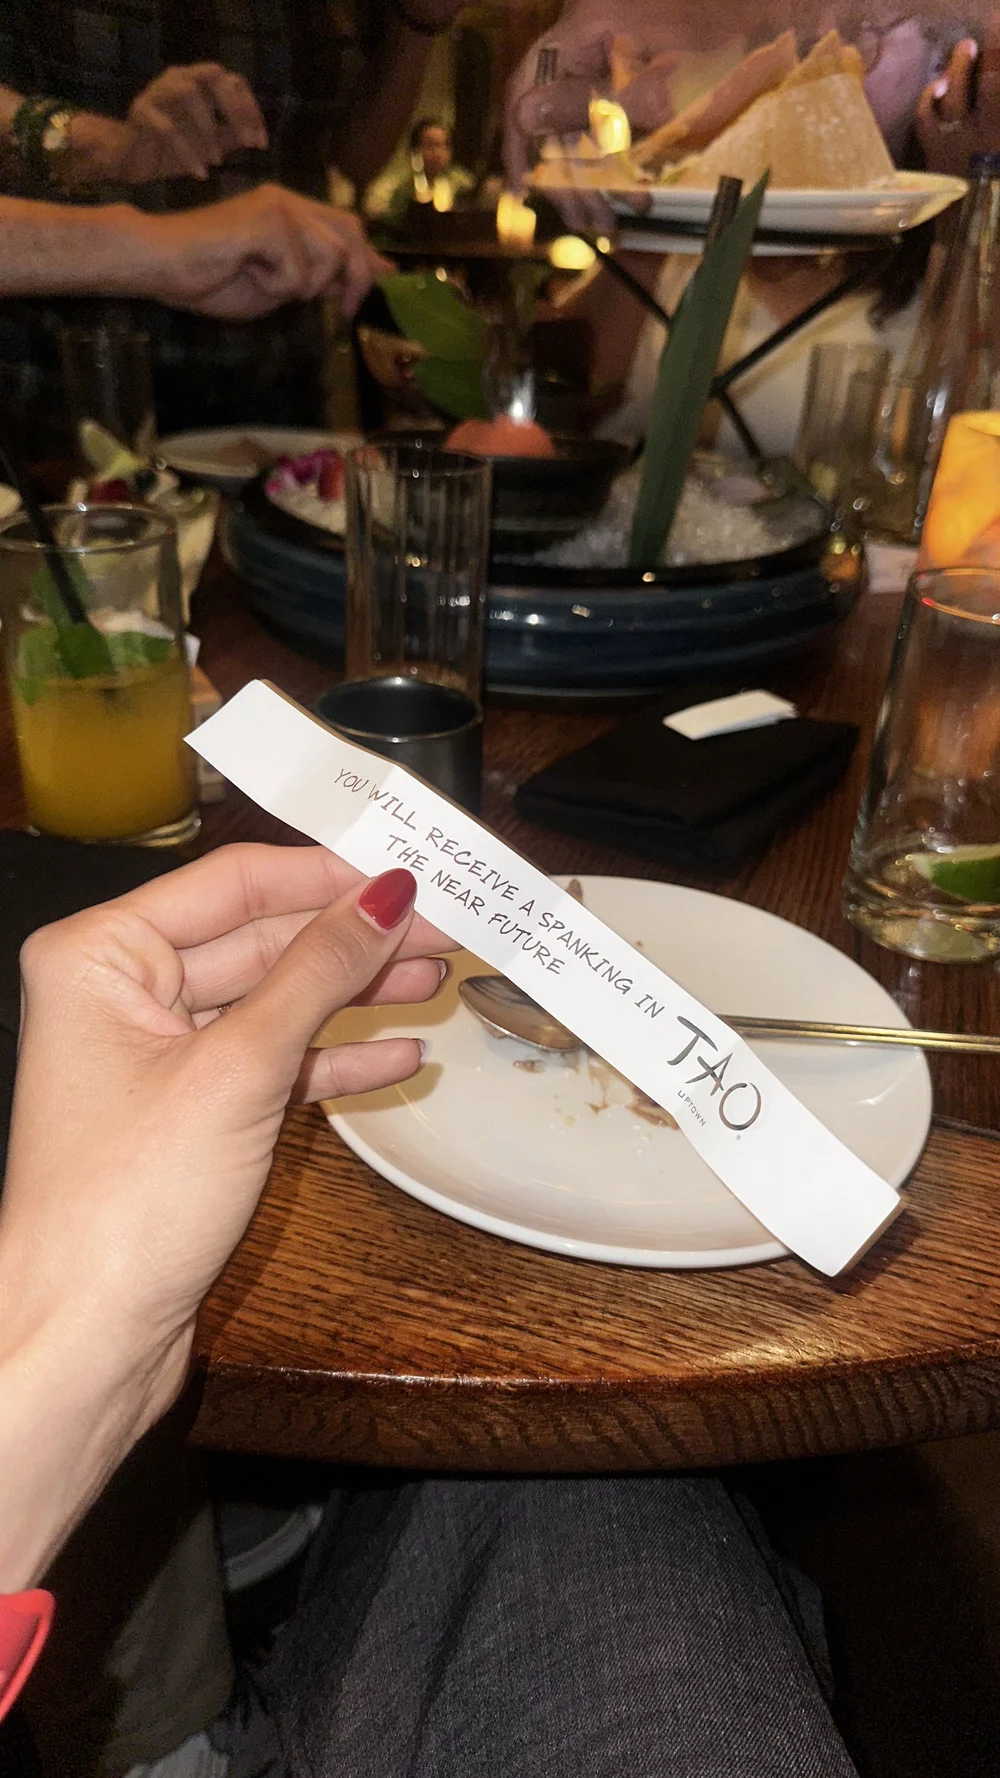 YOU WILL RECEIVE A SPANKING IN
THE NEAR FUTURE
TAO
UPTOWN